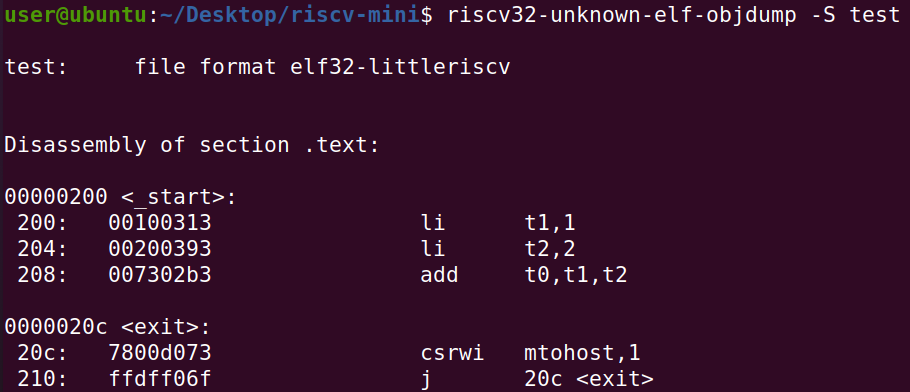 user@ubuntu:~/Desktop/riscv-mini$ riscv32-unknown-elf-objdump -S test
test:     file format elf32-littleriscv
Disassembly of section .text:
00000200 <_start>:
 200:   00100313                li      t1,1
 204:   00200393                li      t2,2
 208:   007302b3                add     t0,t1,t2
0000020c <exit>:
 20c:   7800d073                csrwi   mtohost,1
 210:   ffdff06f                j       20c <exit>